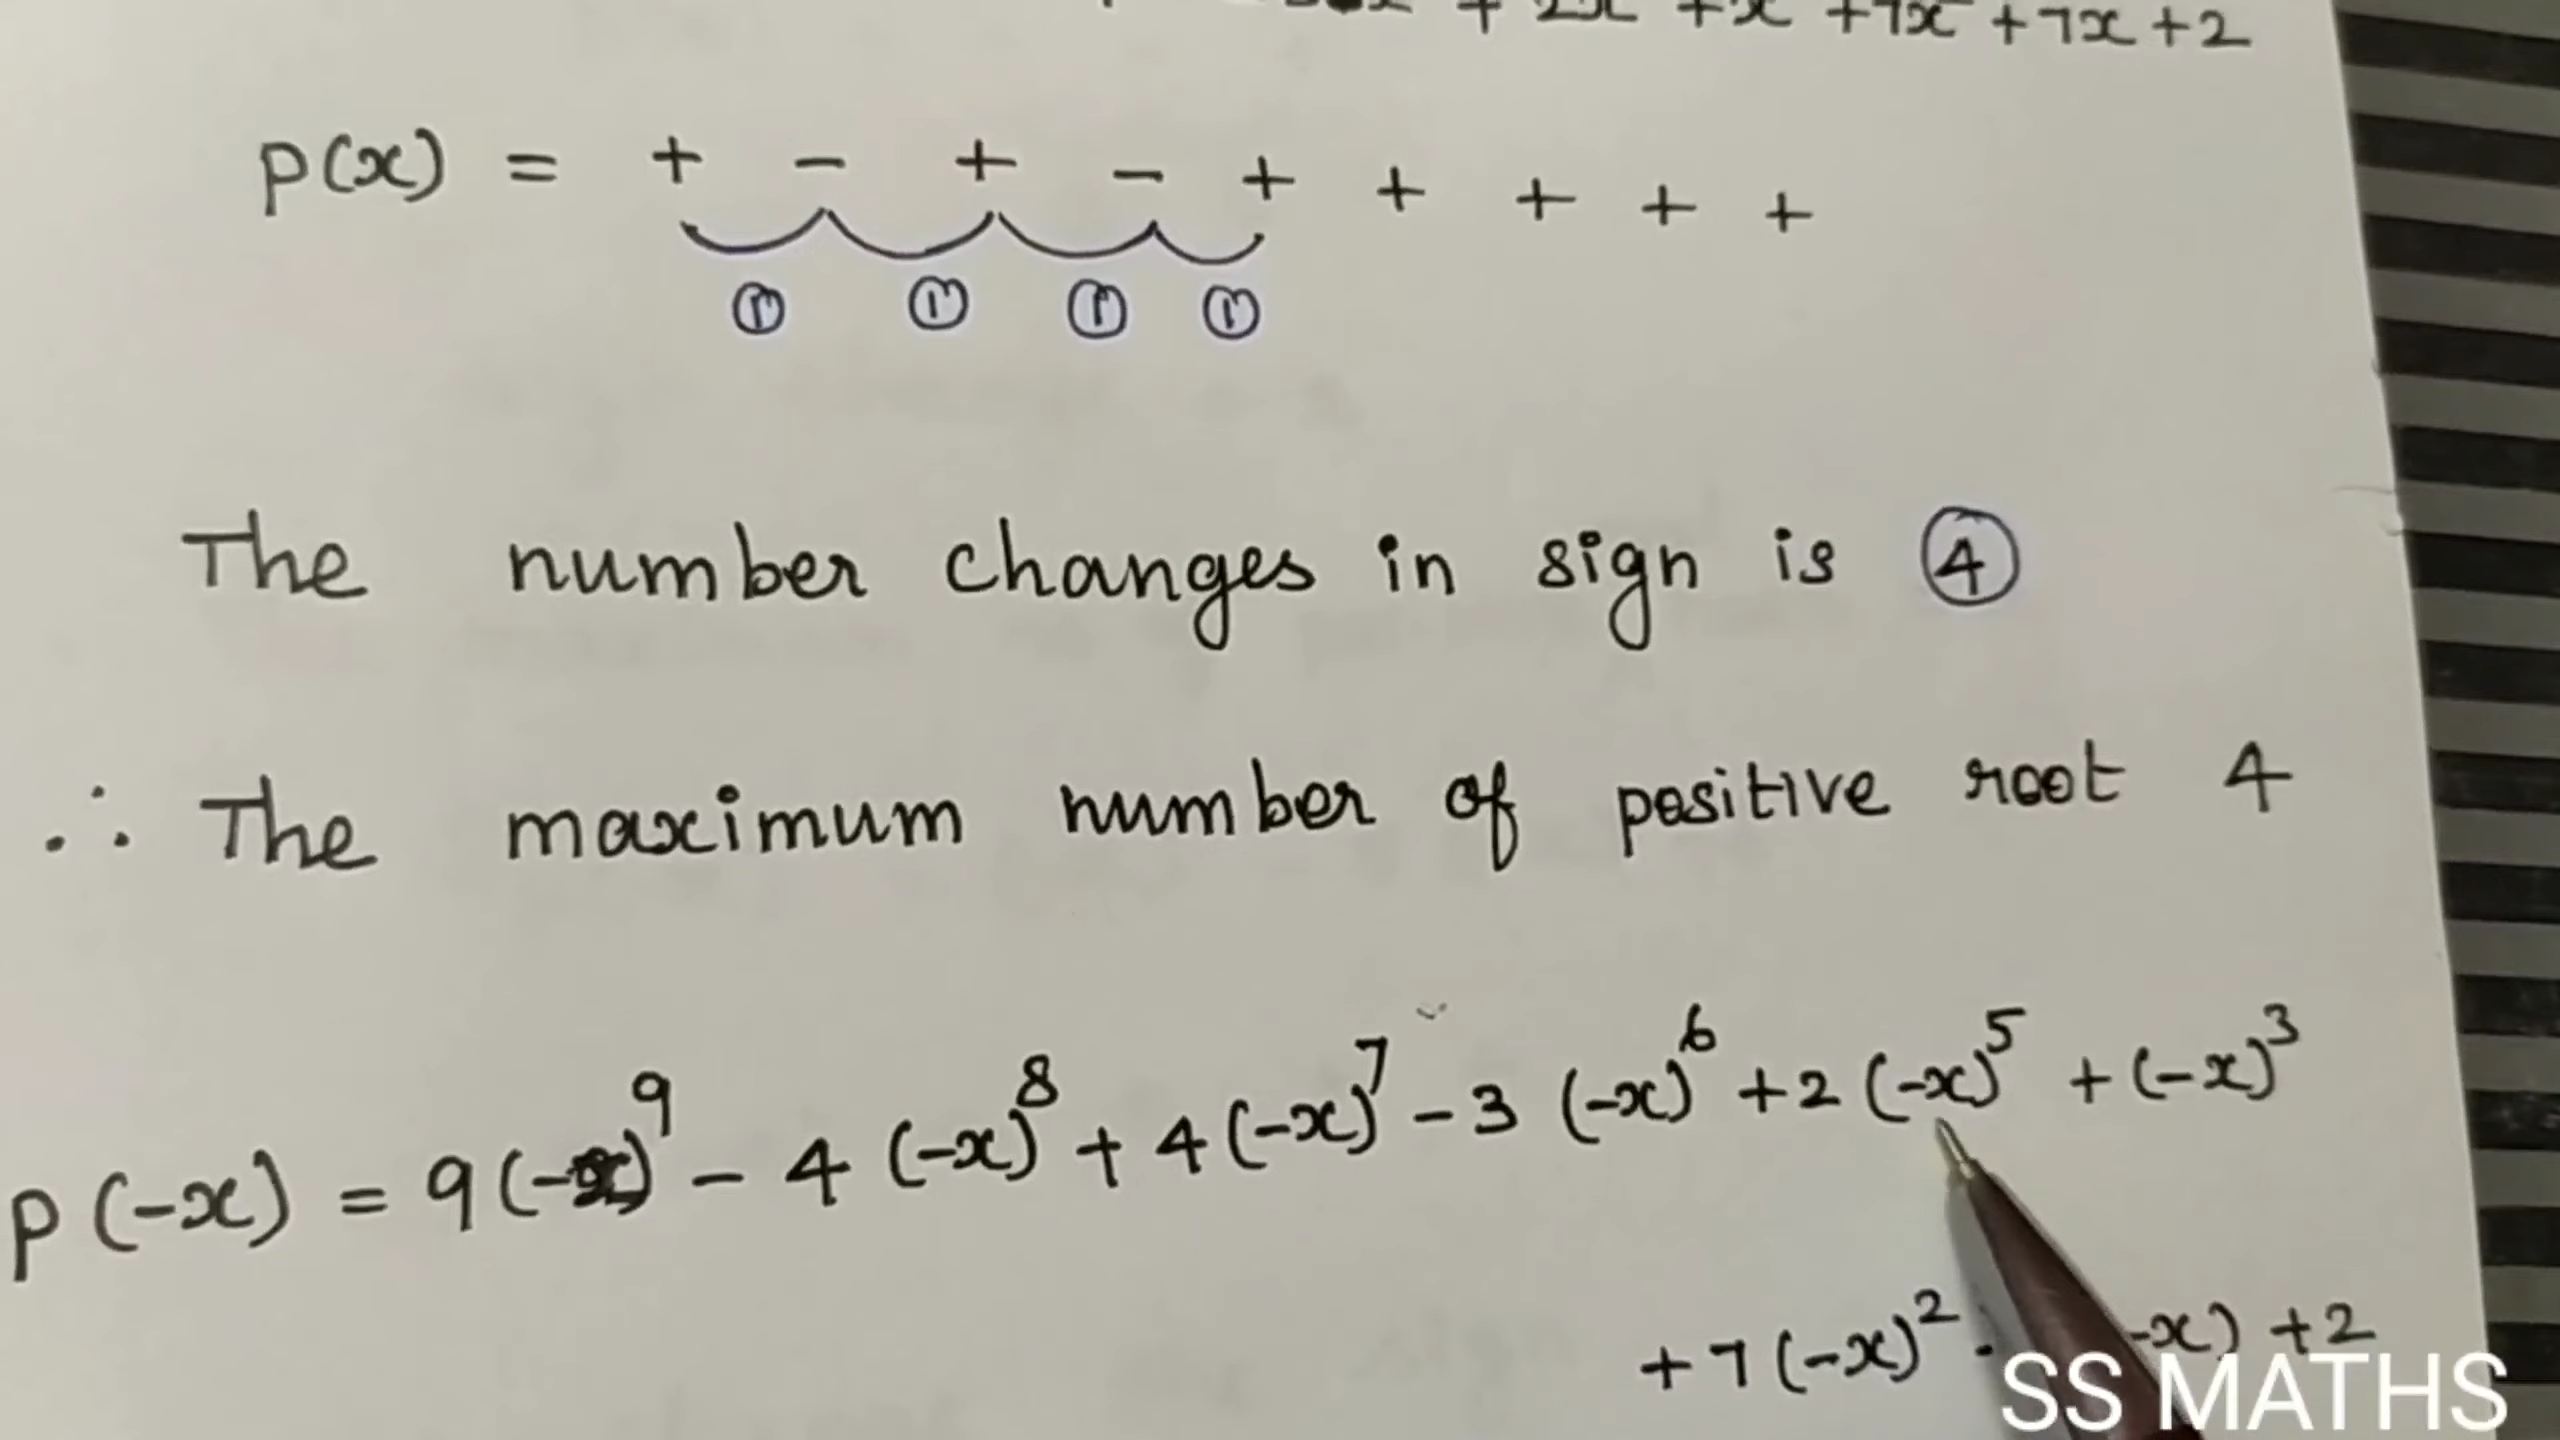 + 2x + x + 7x + 7x + 2
p(x) = + - + - + + + + +
① ① ① ①
The number changes in sign is ④
∴ The maximum number of positive root 4
p(-x) = 9(-x)⁹ - 4(-x)⁸ + 4(-x)⁷ - 3(-x)⁶ + 2(-x)⁵ + (-x)³
+7(-x)² -x) +2
SS MATHS